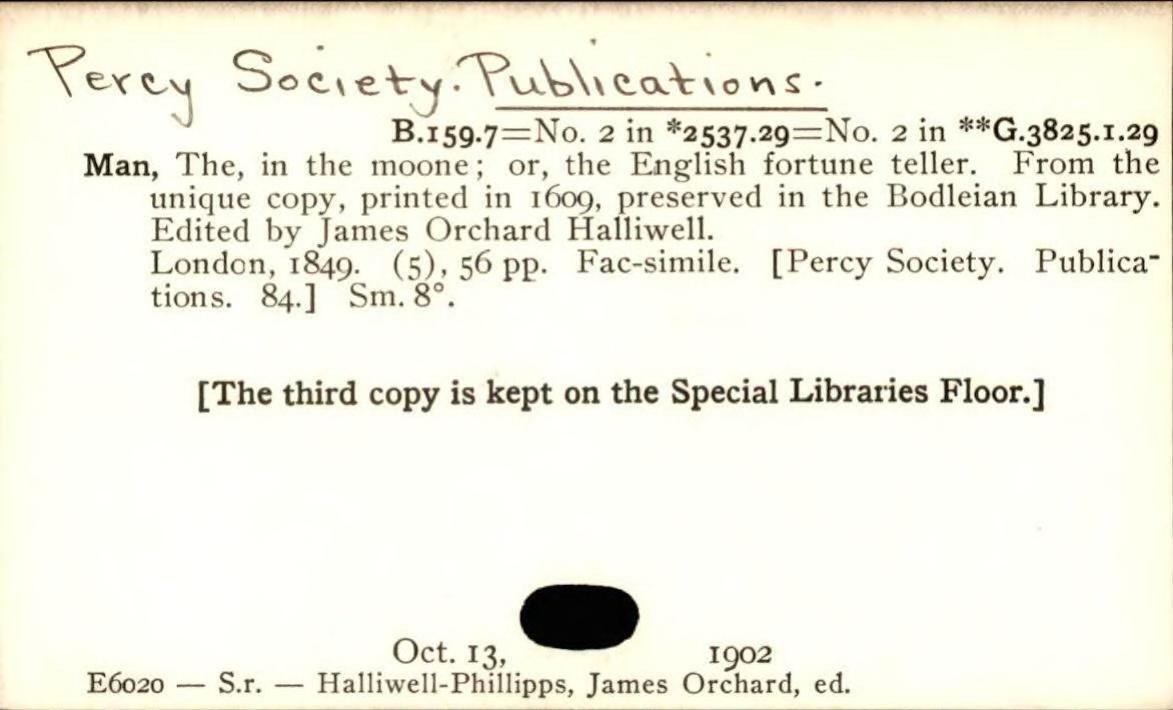 Percy Society. Publications.
B.159.7=No. 2 in *2537.29=No. 2 in **G.3825.1.29
Man, The, in the moone; or, the English fortune teller. From the
unique copy, printed in 1609, preserved in the Bodleian Library.
Edited by James Orchard Halliwell.
London, 1849. (5), 56 pp. Fac-simile. [Percy Society. Publica-
tions. 84.] Sm. 8°.
[The third copy is kept on the Special Libraries Floor.]
Oct. 13, 1902
E6020 — S.r. — Halliwell-Phillipps, James Orchard, ed.